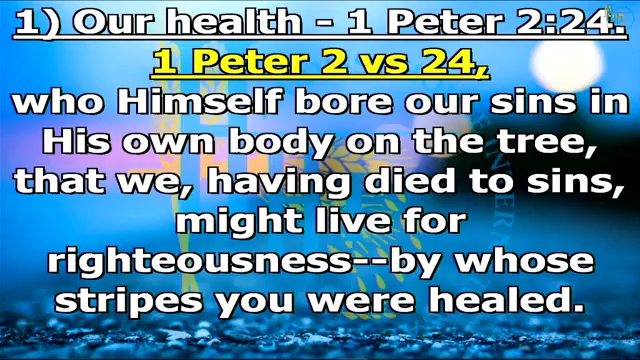 1) Our health - 1 Peter 2:24.
1 Peter 2 vs 24,
who Himself bore our sins in
His own body on the tree,
that we, having died to sins,
might live for
righteousness--by whose
stripes you were healed.